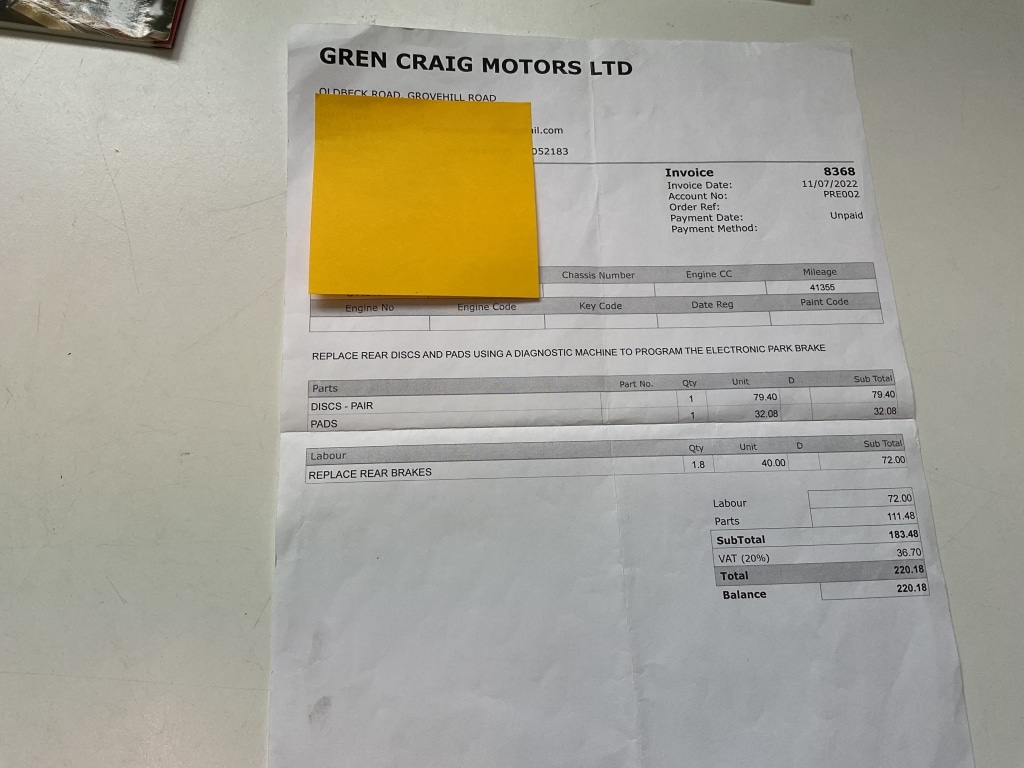 GREN CRAIG MOTORS LTD
OLDBECK ROAD, GROVEHILL ROAD
il.com
052183
Invoice 8368
Invoice Date: 11/07/2022
Account No: PRE002
Order Ref:
Payment Date: Unpaid
Payment Method:
Chassis Number Engine CC Mileage
41355
Engine No Engine Code Key Code Date Reg Paint Code
REPLACE REAR DISCS AND PADS USING A DIAGNOSTIC MACHINE TO PROGRAM THE ELECTRONIC PARK BRAKE
Parts Part No. Qty Unit D Sub Total
DISCS - PAIR 1 79.40 79.40
PADS 1 32.08 32.08
Labour Qty Unit D Sub Total
REPLACE REAR BRAKES 1.8 40.00 72.00
Labour 72.00
Parts 111.48
SubTotal 183.48
VAT (20%) 36.70
Total 220.18
Balance 220.18